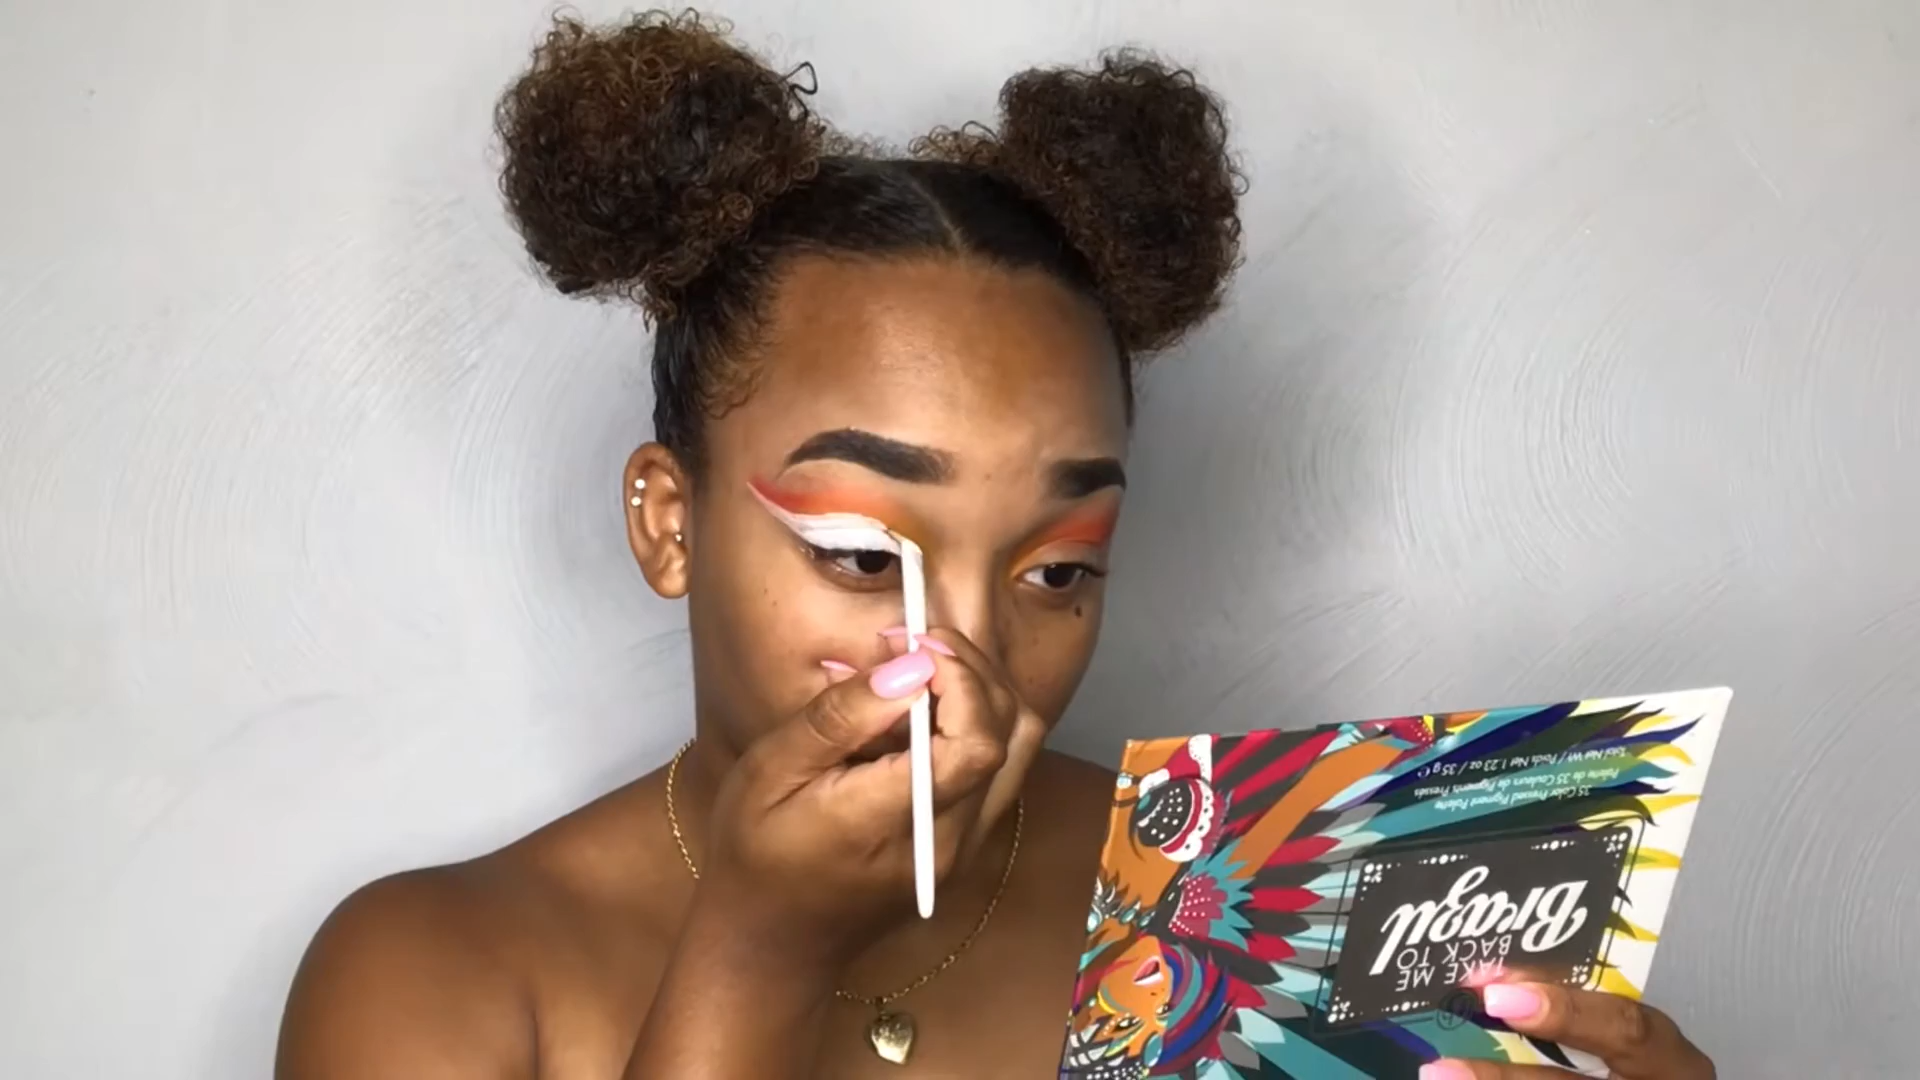 TAKE ME
BACK TO
Brazil
35 Color Pressed Pigment Palette
Palette de 35 Couleurs de Pigments Pressés
Total Net Wt / Poids Net 1.23 oz / 35 g ℮